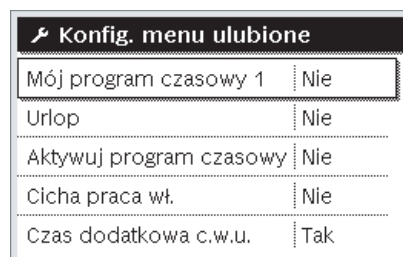 Konfig. menu ulubione
Mój program czasowy 1 Nie
Urlop Nie
Aktywuj program czasowy Nie
Cicha praca wł. Nie
Czas dodatkowa c.w.u. Tak